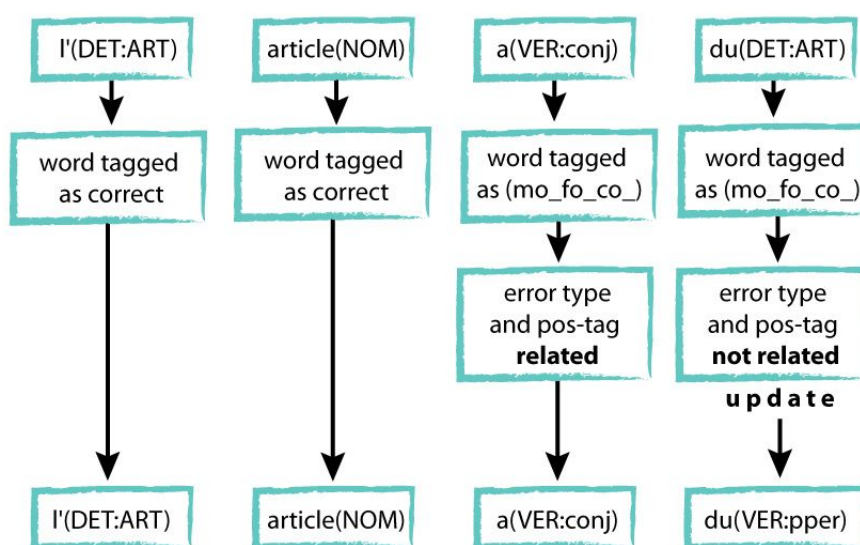 l'(DET:ART)
article(NOM)
a(VER:conj)
du(DET:ART)
word tagged
as correct
word tagged
as correct
word tagged
as (mo_fo_co_)
word tagged
as (mo_fo_co_)
error type
and pos-tag
related
error type
and pos-tag
not related
update
l'(DET:ART)
article(NOM)
a(VER:conj)
du(VER:pper)